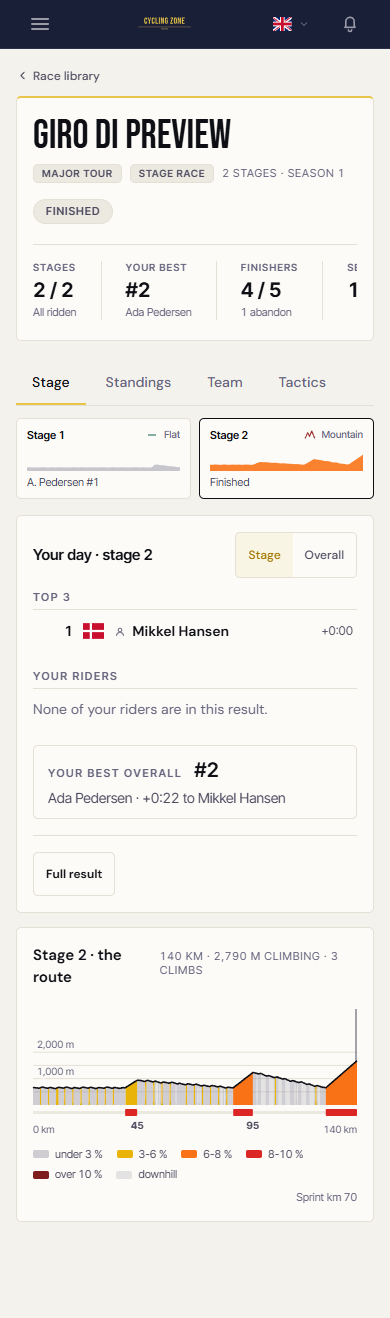 CYCLING ZONE
Race library
GIRO DI PREVIEW
MAJOR TOUR STAGE RACE 2 STAGES · SEASON 1
FINISHED
STAGES YOUR BEST FINISHERS SE
2 / 2 #2 4 / 5 1
All ridden Ada Pedersen 1 abandon
Stage Standings Team Tactics
Stage 1 Flat Stage 2 Mountain
A. Pedersen #1 Finished
Your day · stage 2 Stage Overall
TOP 3
1 Mikkel Hansen +0:00
YOUR RIDERS
None of your riders are in this result.
YOUR BEST OVERALL #2
Ada Pedersen · +0:22 to Mikkel Hansen
Full result
Stage 2 · the 140 KM · 2,790 M CLIMBING · 3
route CLIMBS
2,000 m
1,000 m
0 km 45 95 140 km
under 3 % 3-6 % 6-8 % 8-10 %
over 10 % downhill
Sprint km 70